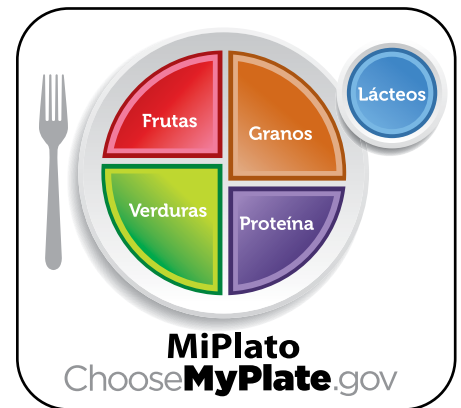 Frutas
Granos
Lácteos
Verduras
Proteína
MiPlato
ChooseMyPlate.gov